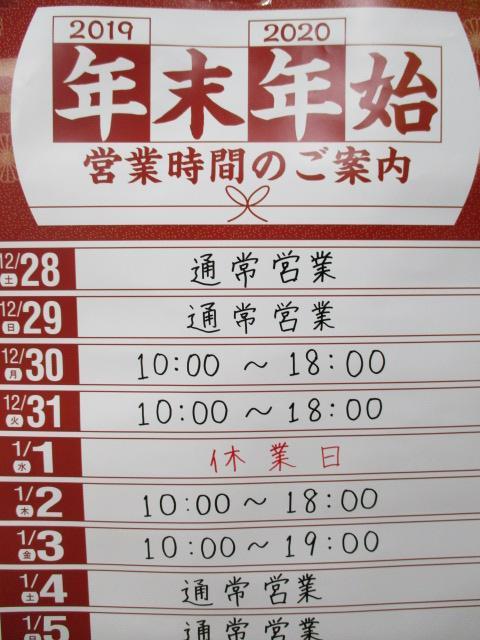 2019 2020
年末年始
営業時間のご案内
12/28 土 通常営業
12/29 日 通常営業
12/30 月 10:00 ～ 18:00
12/31 火 10:00 ～ 18:00
1/1 水 休業日
1/2 木 10:00 ～ 18:00
1/3 金 10:00 ～ 19:00
1/4 土 通常営業
1/5 日 通常営業